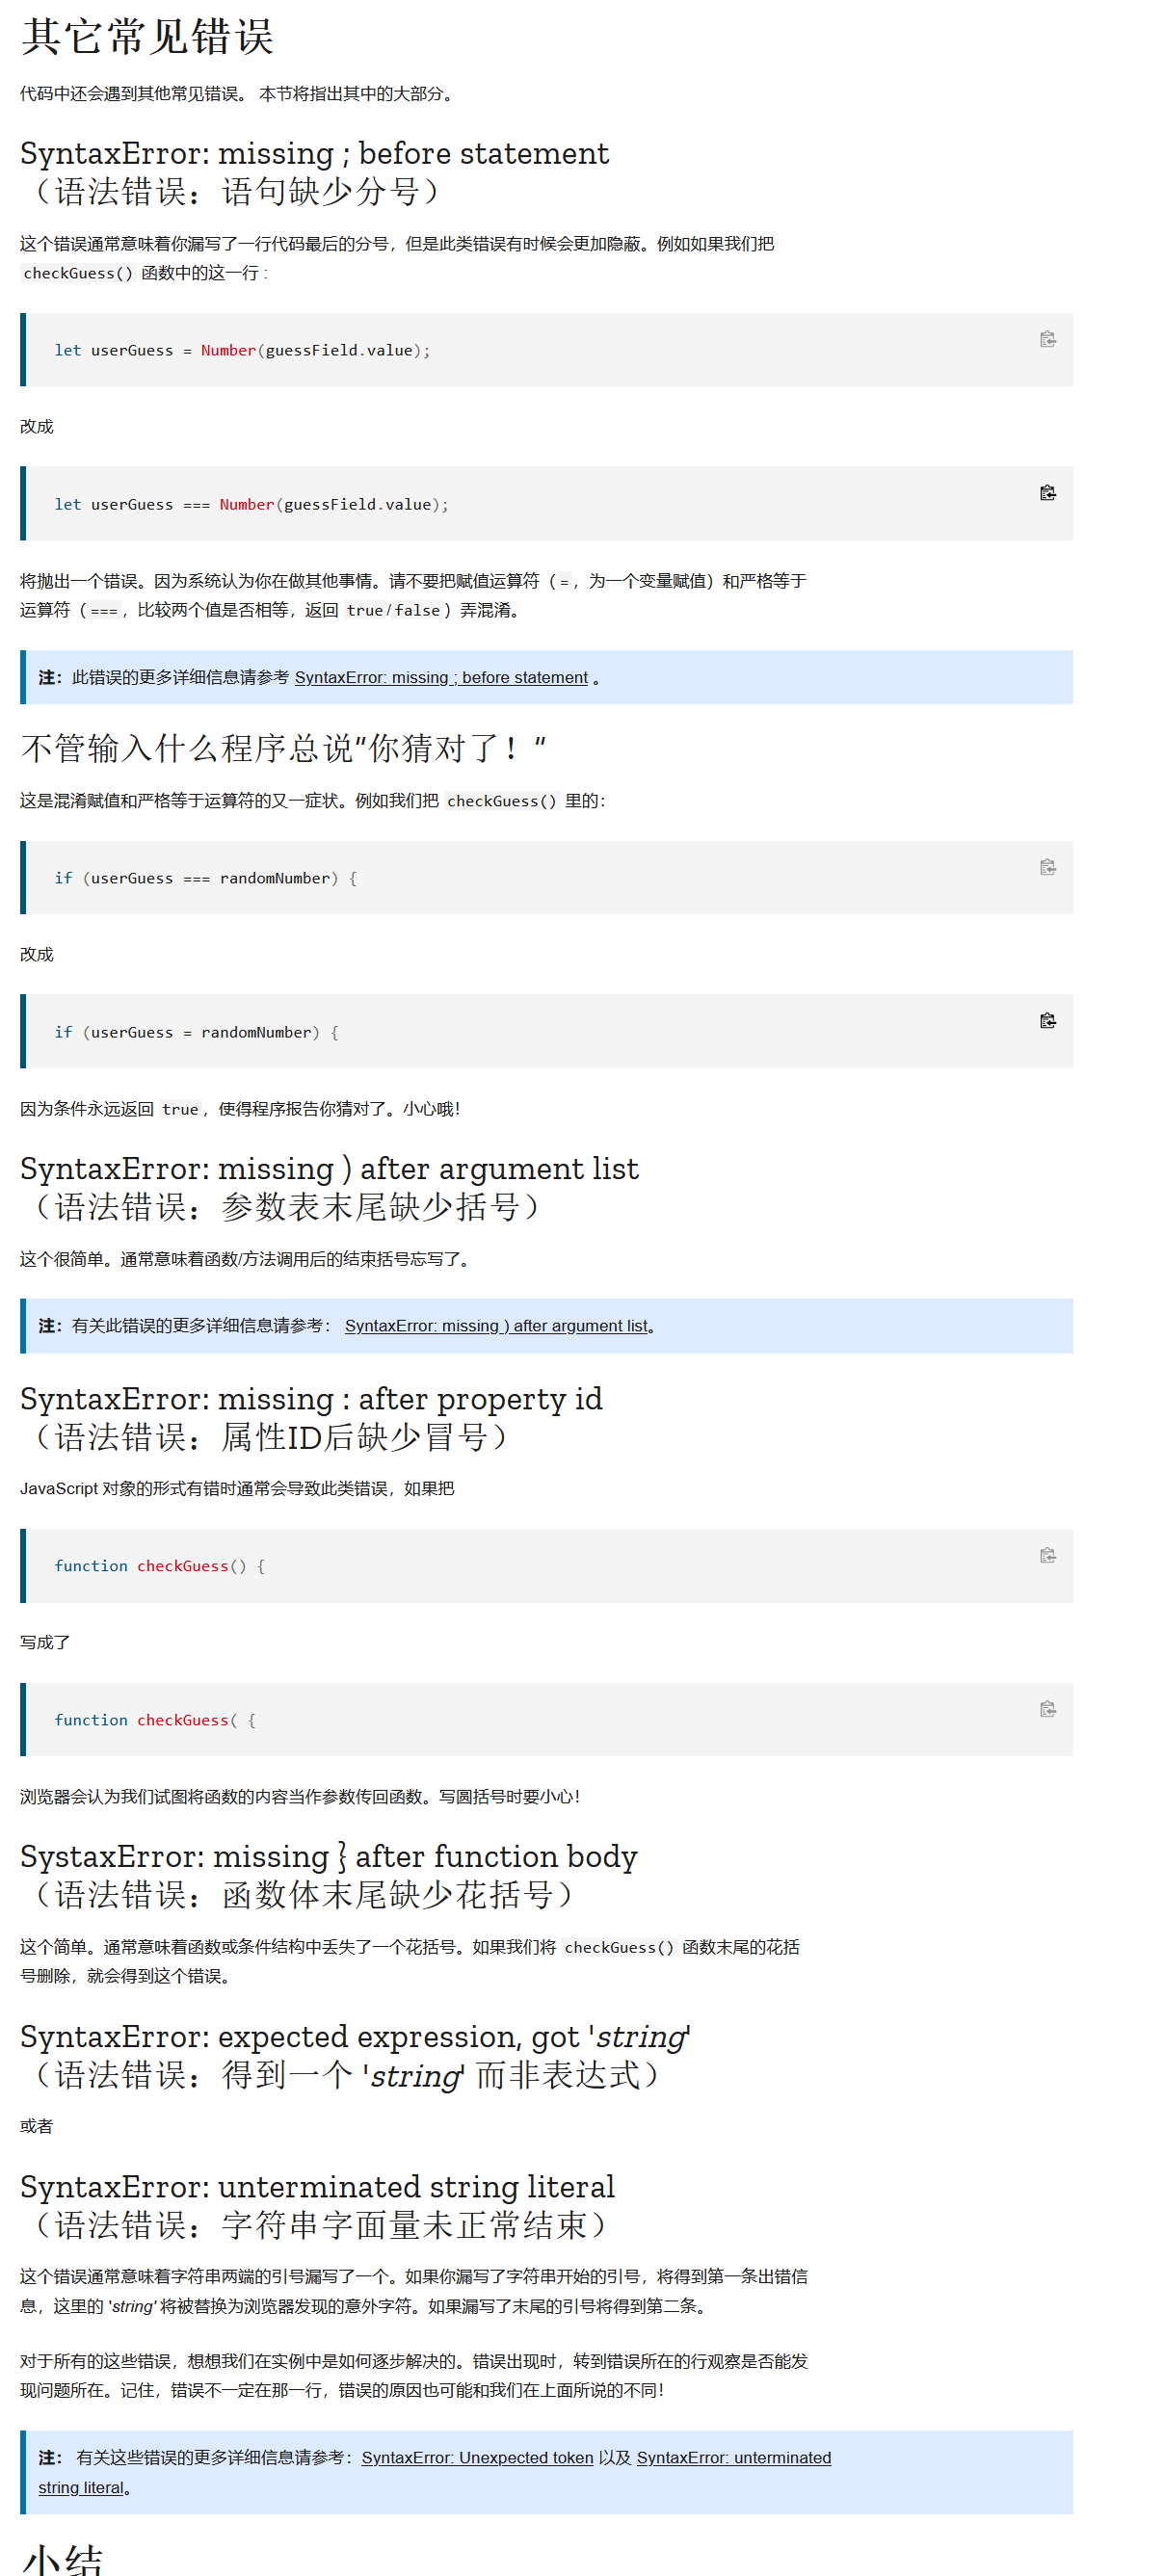 其它常见错误
代码中还会遇到其他常见错误。 本节将指出其中的大部分。
SyntaxError: missing ; before statement
（语法错误：语句缺少分号）
这个错误通常意味着你漏写了一行代码最后的分号，但是此类错误有时候会更加隐蔽。例如如果我们把
checkGuess() 函数中的这一行 :
let userGuess = Number(guessField.value);
改成
let userGuess === Number(guessField.value);
将抛出一个错误。因为系统认为你在做其他事情。请不要把赋值运算符（=，为一个变量赋值）和严格等于
运算符（===，比较两个值是否相等，返回 true/false）弄混淆。
注：此错误的更多详细信息请参考 SyntaxError: missing ; before statement 。
不管输入什么程序总说“你猜对了！”
这是混淆赋值和严格等于运算符的又一症状。例如我们把 checkGuess() 里的：
if (userGuess === randomNumber) {
改成
if (userGuess = randomNumber) {
因为条件永远返回 true，使得程序报告你猜对了。小心哦！
SyntaxError: missing ) after argument list
（语法错误：参数表末尾缺少括号）
这个很简单。通常意味着函数/方法调用后的结束括号忘写了。
注：有关此错误的更多详细信息请参考： SyntaxError: missing ) after argument list。
SyntaxError: missing : after property id
（语法错误：属性ID后缺少冒号）
JavaScript 对象的形式有错时通常会导致此类错误，如果把
function checkGuess() {
写成了
function checkGuess( {
浏览器会认为我们试图将函数的内容当作参数传回函数。写圆括号时要小心！
SystaxError: missing } after function body
（语法错误：函数体末尾缺少花括号）
这个简单。通常意味着函数或条件结构中丢失了一个花括号。如果我们将 checkGuess() 函数末尾的花括
号删除，就会得到这个错误。
SyntaxError: expected expression, got 'string'
（语法错误：得到一个 'string' 而非表达式）
或者
SyntaxError: unterminated string literal
（语法错误：字符串字面量未正常结束）
这个错误通常意味着字符串两端的引号漏写了一个。如果你漏写了字符串开始的引号，将得到第一条出错信
息，这里的 'string' 将被替换为浏览器发现的意外字符。如果漏写了末尾的引号将得到第二条。
对于所有的这些错误，想想我们在实例中是如何逐步解决的。错误出现时，转到错误所在的行观察是否能发
现问题所在。记住，错误不一定在那一行，错误的原因也可能和我们在上面所说的不同！
注： 有关这些错误的更多详细信息请参考：SyntaxError: Unexpected token 以及 SyntaxError: unterminated
string literal。
小结